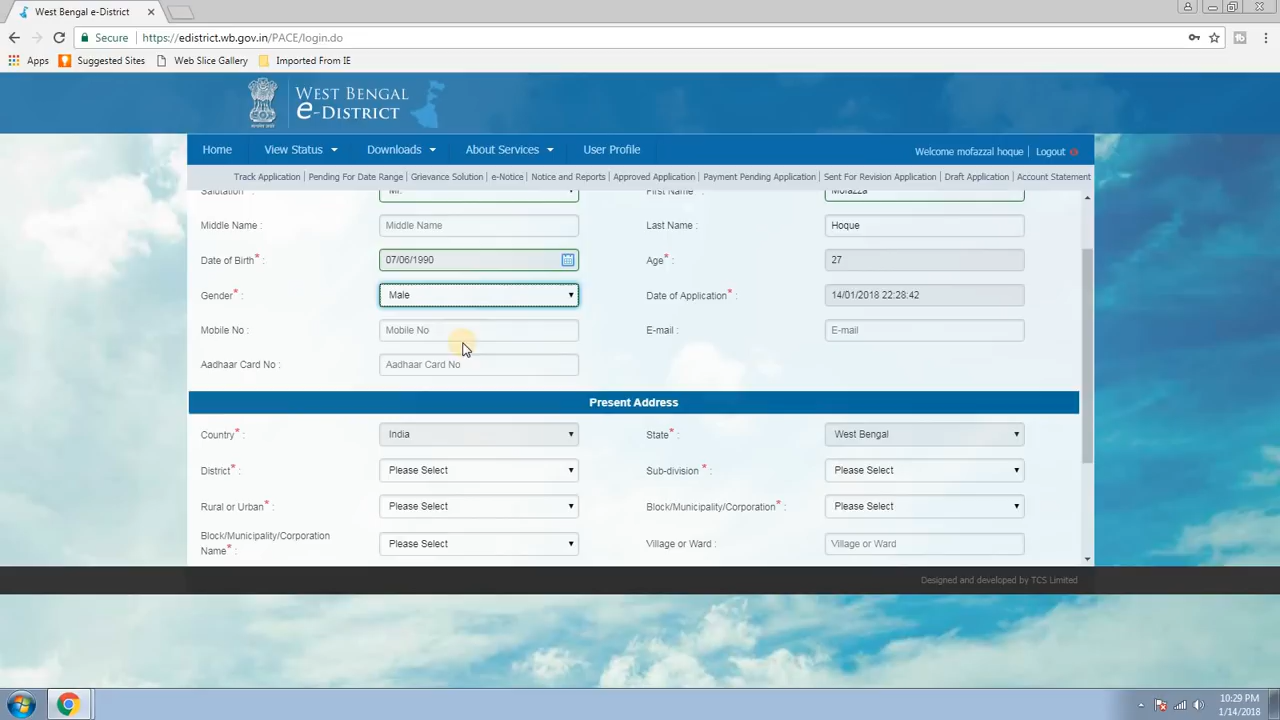 West Bengal e-District
Secure https://edistrict.wb.gov.in/PACE/login.do
Apps Suggested Sites Web Slice Gallery Imported From IE
WEST BENGAL
e-DISTRICT
Home View Status Downloads About Services User Profile Welcome mofazzal hoque Logout
Track Application Pending For Date Range Grievance Solution e-Notice Notice and Reports Approved Application Payment Pending Application Sent For Revision Application Draft Application Account Statement
Salutation * : Mr. First Name * : Mofazza
Middle Name : Middle Name Last Name : Hoque
Date of Birth* : 07/06/1990 Age* : 27
Gender* : Male Date of Application* : 14/01/2018 22:28:42
Mobile No : Mobile No E-mail : E-mail
Aadhaar Card No : Aadhaar Card No
Present Address
Country* : India State* : West Bengal
District* : Please Select Sub-division * : Please Select
Rural or Urban* : Please Select Block/Municipality/Corporation* : Please Select
Block/Municipality/Corporation
Name* : Please Select Village or Ward : Village or Ward
Designed and developed by TCS Limited
10:29 PM
1/14/2018